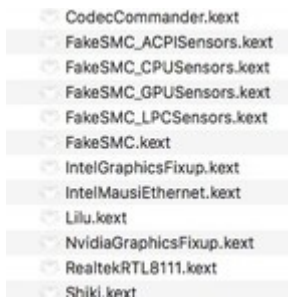 CodecCommander.kext
FakeSMC_ACPISensors.kext
FakeSMC_CPUSensors.kext
FakeSMC_GPUSensors.kext
FakeSMC_LPCSensors.kext
FakeSMC.kext
IntelGraphicsFixup.kext
IntelMausiEthernet.kext
Lilu.kext
NvidiaGraphicsFixup.kext
RealtekRTL8111.kext
Shiki.kext